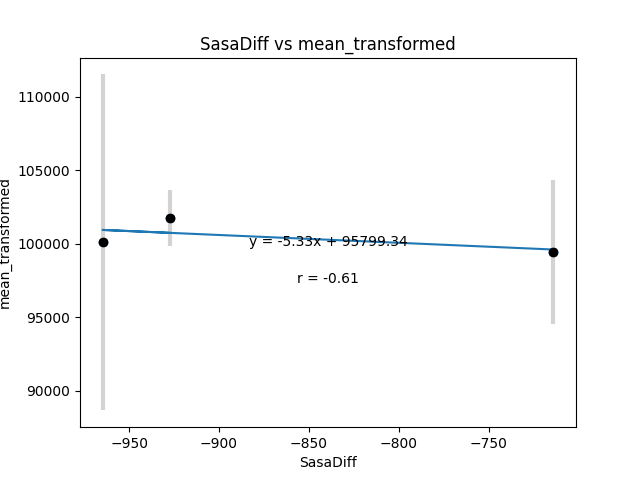 SasaDiff vs mean_transformed
mean_transformed
110000
105000
100000
95000
90000
y = -5.33x + 95799.34
r = -0.61
−950 −900 −850 −800 −750
SasaDiff